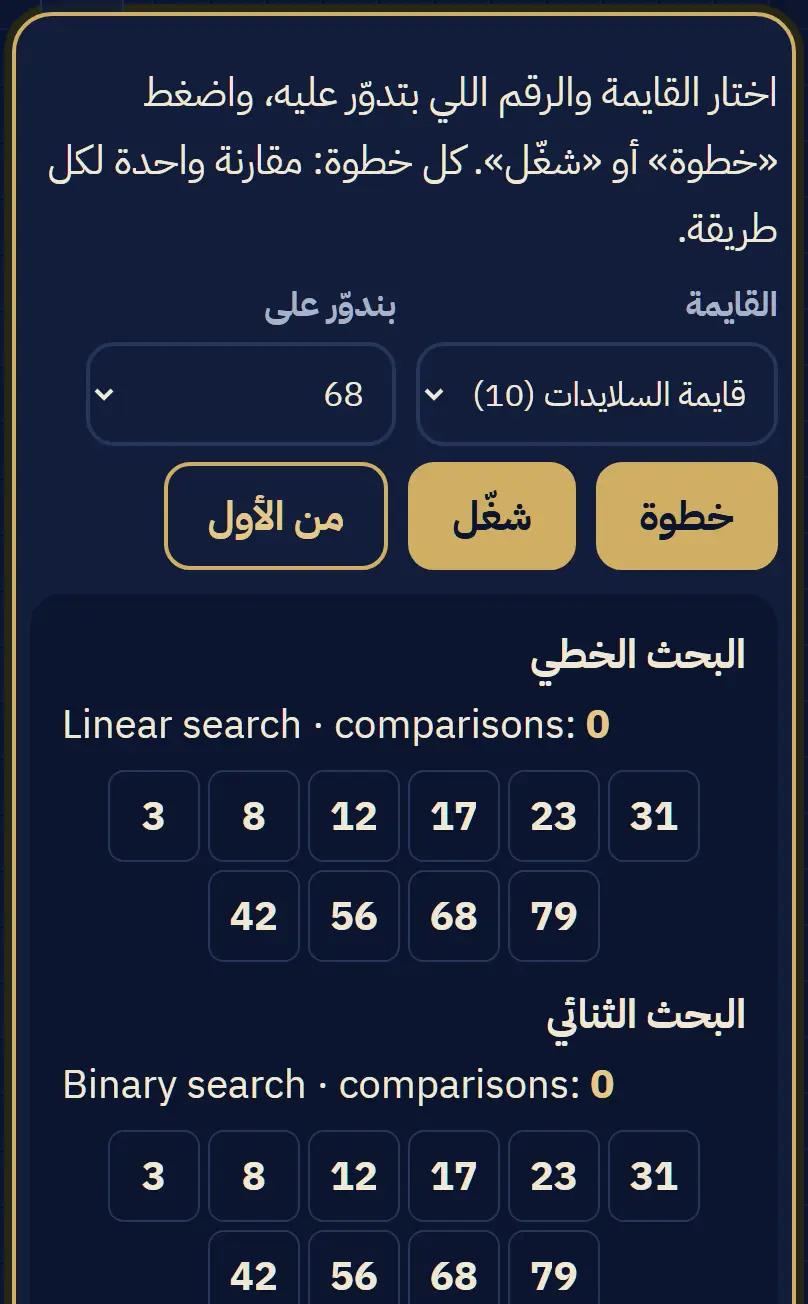 اختار القايمة والرقم اللي بتدوّر عليه، واضغط
«خطوة» أو «شغّل». كل خطوة: مقارنة واحدة لكل
طريقة.
القايمة
بندوّر على
قايمة السلايدات (10)
68
خطوة
شغّل
من الأول
البحث الخطي
Linear search · comparisons: 0
3 8 12 17 23 31
42 56 68 79
البحث الثنائي
Binary search · comparisons: 0
3 8 12 17 23 31
42 56 68 79